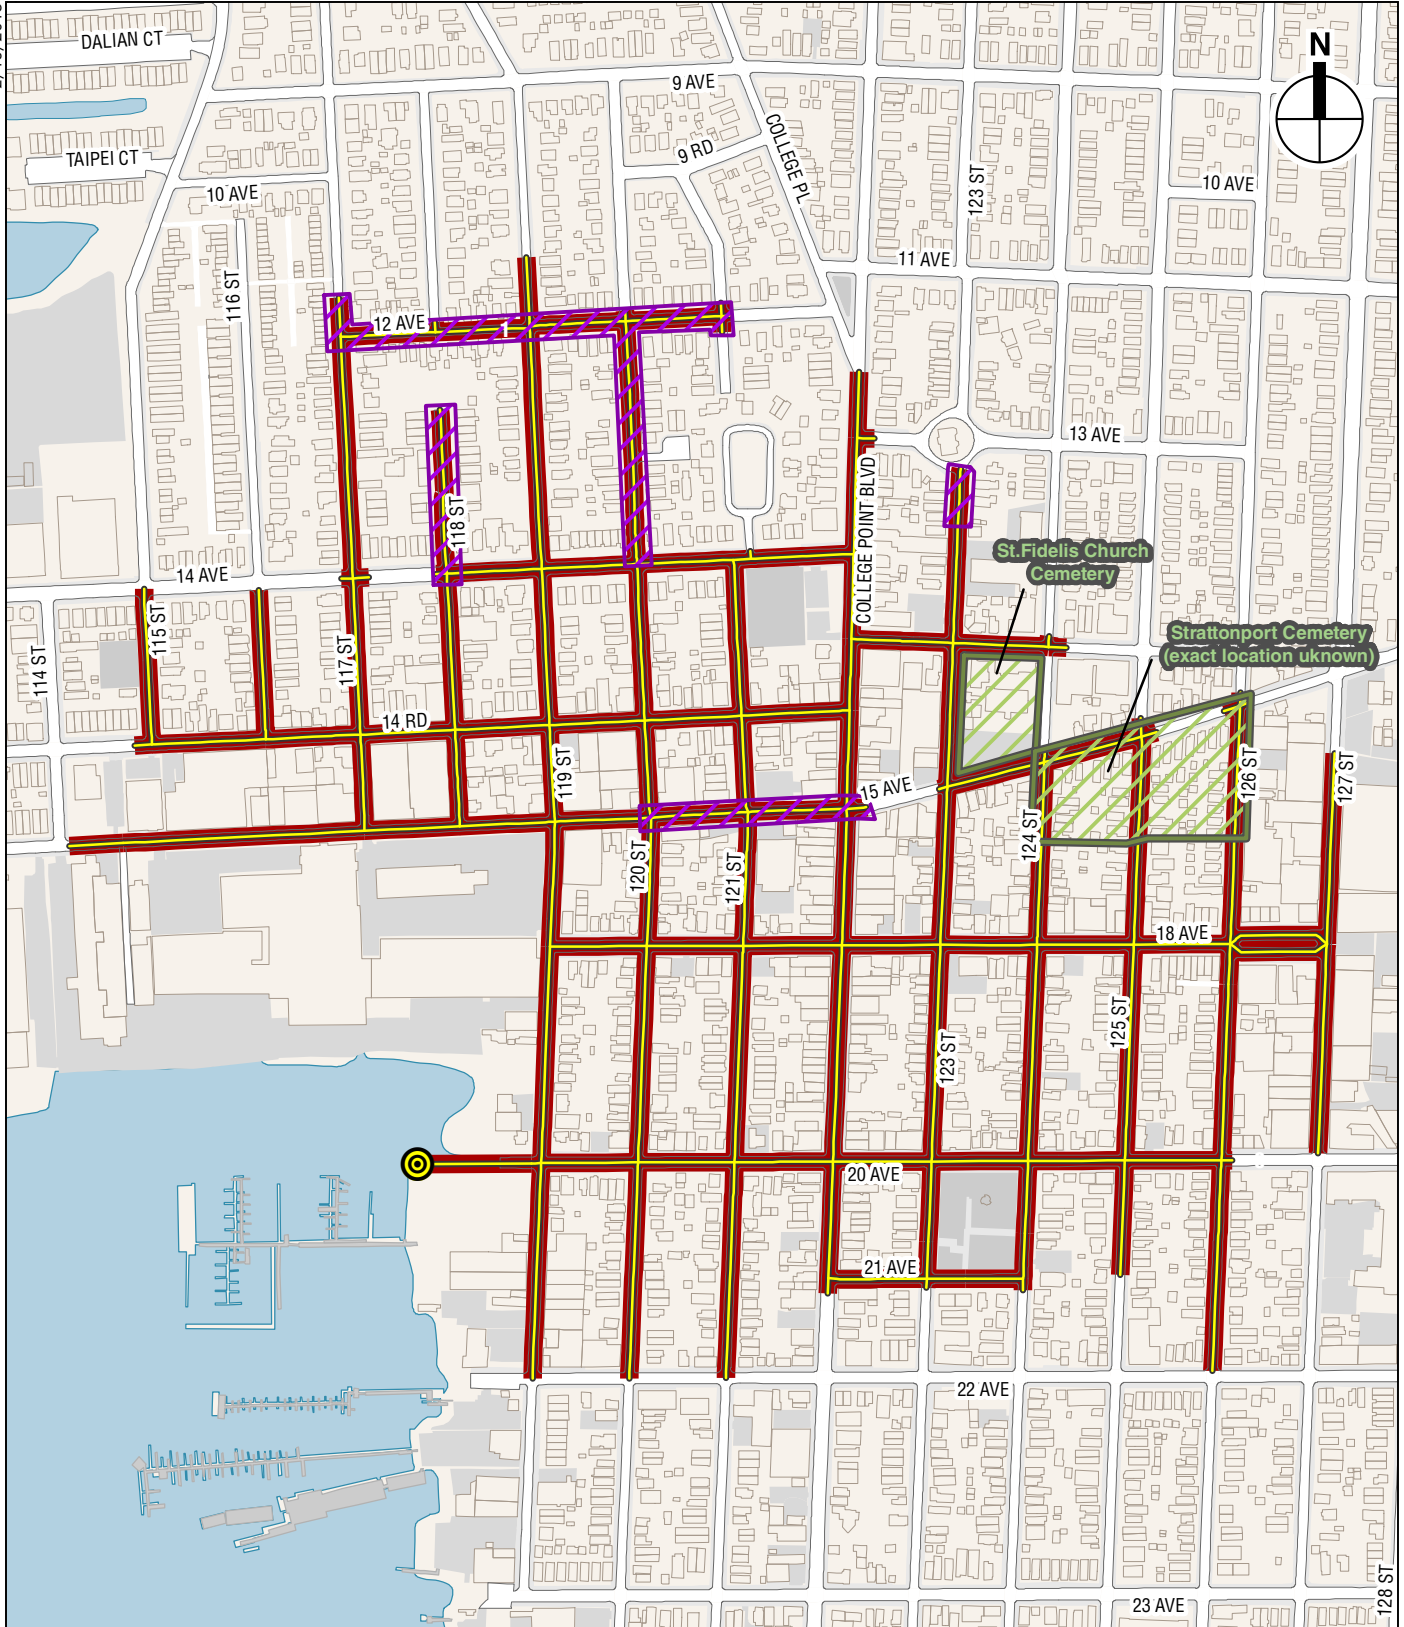 DALIAN CT
N
9 AVE
COLLEGE PL
9 RD
TAIPEI CT
10 AVE
123 ST
10 AVE
11 AVE
116 ST
12 AVE
13 AVE
COLLEGE POINT BLVD
118 ST
St.Fidelis Church
Cemetery
14 AVE
115 ST
Strattonport Cemetery
(exact location uknown)
114 ST
117 ST
14 RD
119 ST
15 AVE
126 ST
127 ST
124 ST
120 ST
121 ST
18 AVE
125 ST
123 ST
20 AVE
21 AVE
22 AVE
128 ST
23 AVE